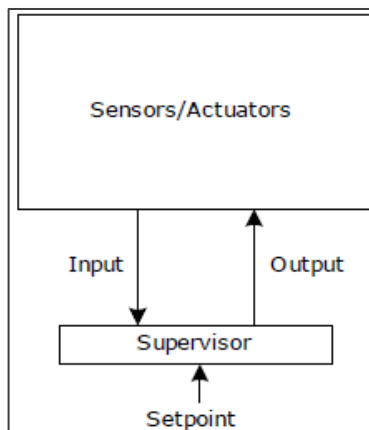 Sensors/Actuators
Input
Output
Supervisor
Setpoint